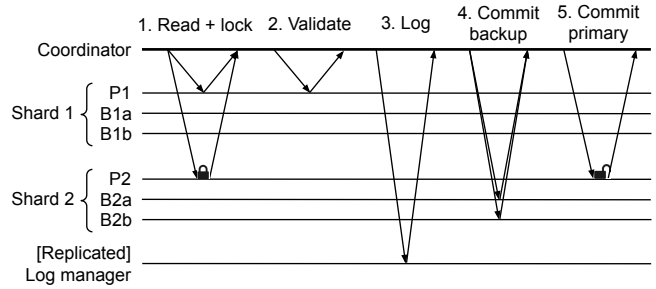 1. Read + lock
2. Validate
3. Log
4. Commit
backup
5. Commit
primary
Coordinator
Shard 1
P1
B1a
B1b
Shard 2
P2
B2a
B2b
[Replicated]
Log manager